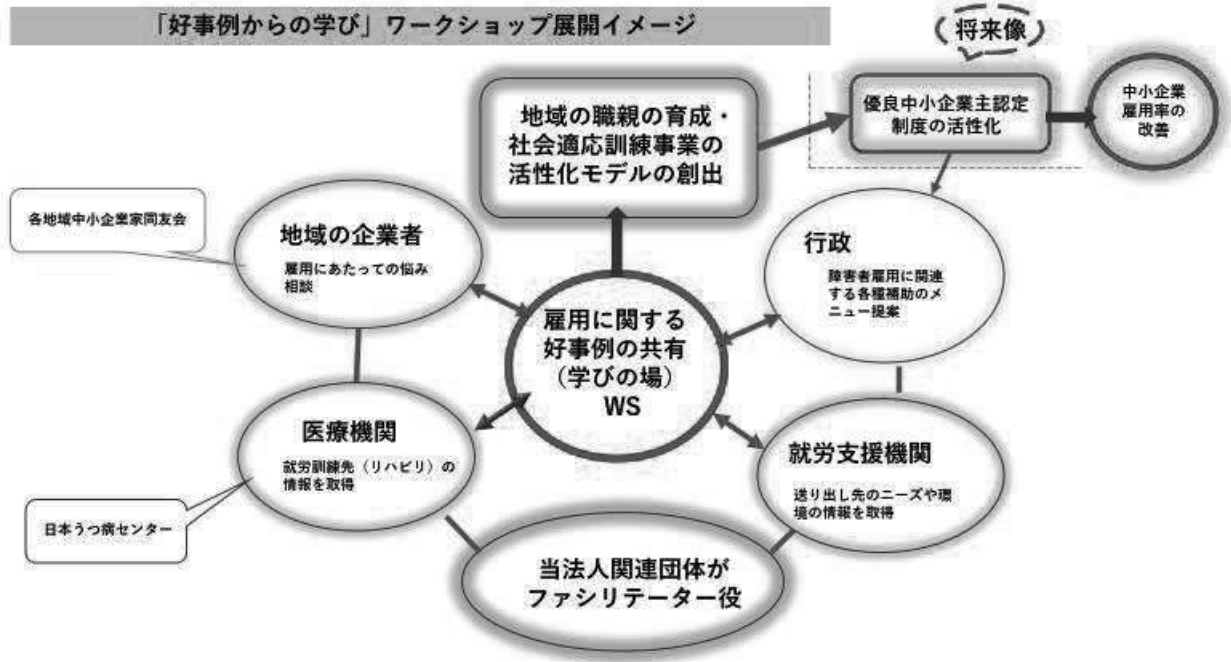 「好事例からの学び」ワークショップ展開イメージ
将来像
地域の職親の育成・
社会適応訓練事業の
活性化モデルの創出
優良中小企業主認定
制度の活性化
中小企業
雇用率の
改善
各地域中小企業家同友会
地域の企業者
雇用にあたっての悩み
相談
行政
障害者雇用に関連
する各種補助のメ
ニュー提案
雇用に関する
好事例の共有
（学びの場）
WS
医療機関
就労訓練先（リハビリ）の
情報を取得
就労支援機関
送り出し先のニーズや環
境の情報を取得
日本うつ病センター
当法人関連団体が
ファシリテーター役